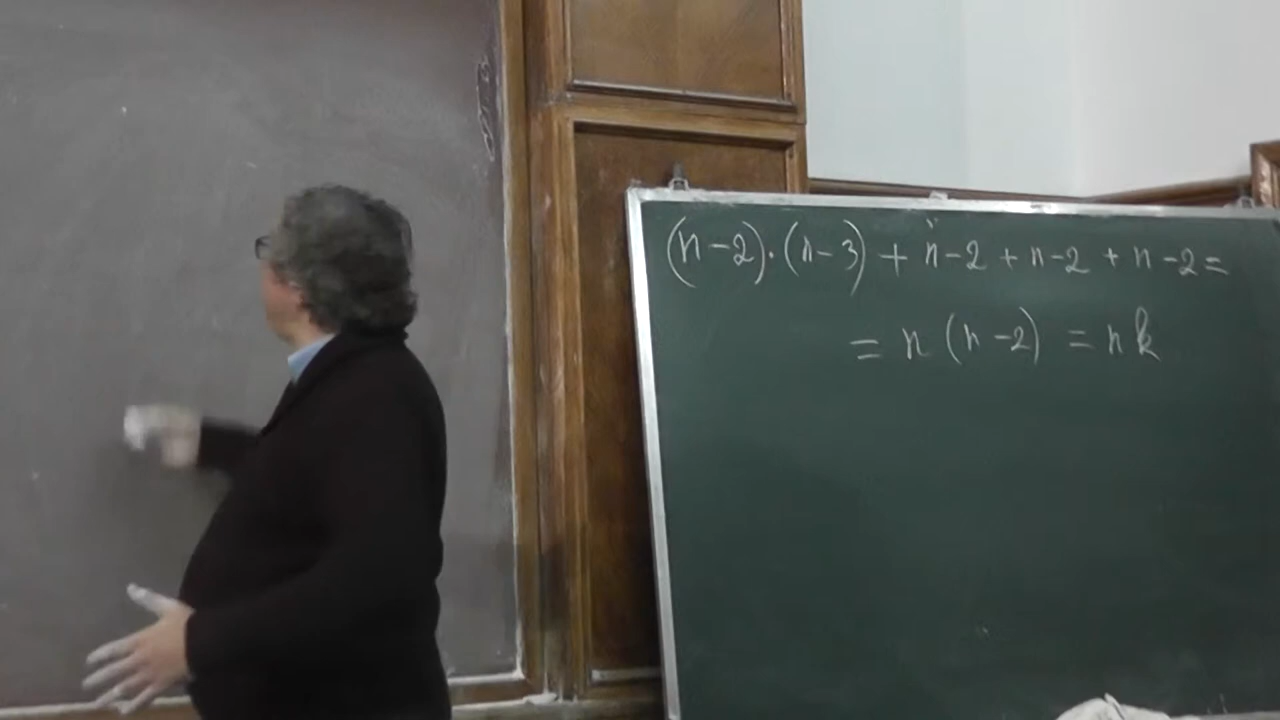 (n-2)·(n-3) + n-2 + n-2 + n-2 =
= n (n-2) = nk